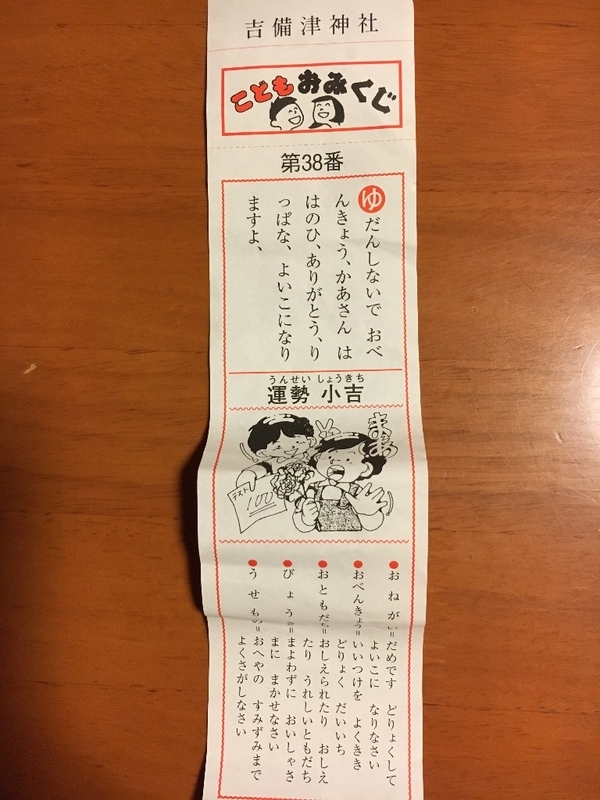 吉備津神社
こどもおみくじ
第38番
ゆだんしないで おべ
んきょう、かあさん は
はのひ、ありがとう、り
っぱな、よいこになり
ますよ、
うんせい しょうきち
運勢 小吉
まあ
テスト
100
●おねがい=だめです どりょくして
よいこに なりなさい
●おべんきょう=いいつけを よくきき
どりょく だいいち
●おともだち=おしえられたり おしえ
たり うれしいともだち
●びょうき=まよわずに おいしゃさ
まに まかせなさい
●うせもの=おへやの すみずみまで
よくさがしなさい